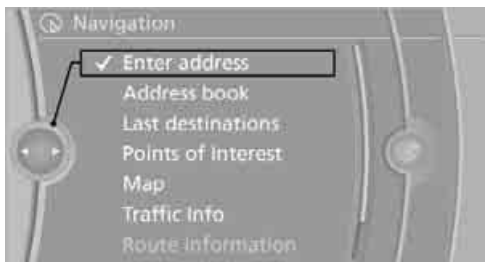 Navigation
✓ Enter address
Address book
Last destinations
Points of Interest
Map
Traffic Info
Route information